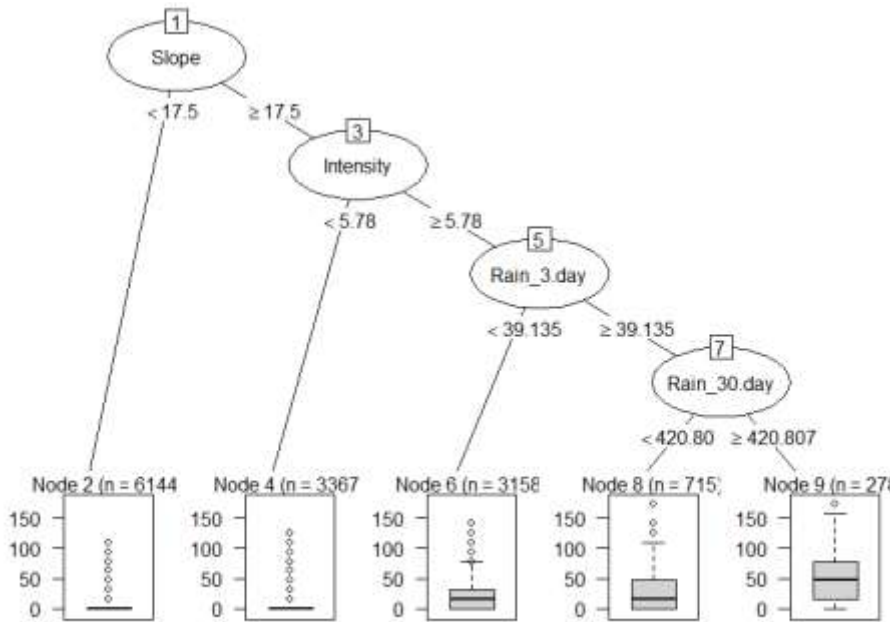 1
Slope
< 17.5 ≥ 17.5
3
Intensity
< 5.78 ≥ 5.78
5
Rain_3.day
< 39.135 ≥ 39.135
7
Rain_30.day
< 420.80 ≥ 420.807
Node 2 (n = 6144 Node 4 (n = 3367 Node 6 (n = 3158 Node 8 (n = 715) Node 9 (n = 278
150 150 150 150 150
100 100 100 100 100
50 50 50 50 50
0 0 0 0 0